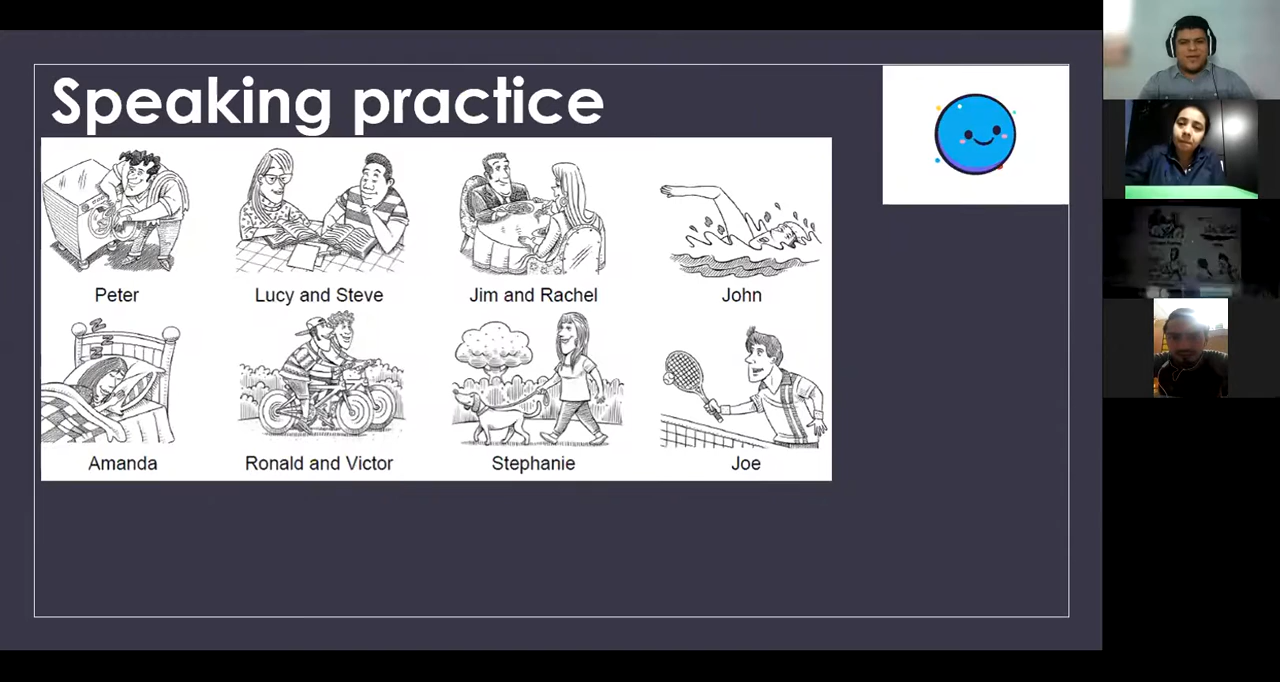 Speaking practice
Peter
Lucy and Steve
Jim and Rachel
John
Z
Z
Z
Z
Amanda
Ronald and Victor
Stephanie
Joe